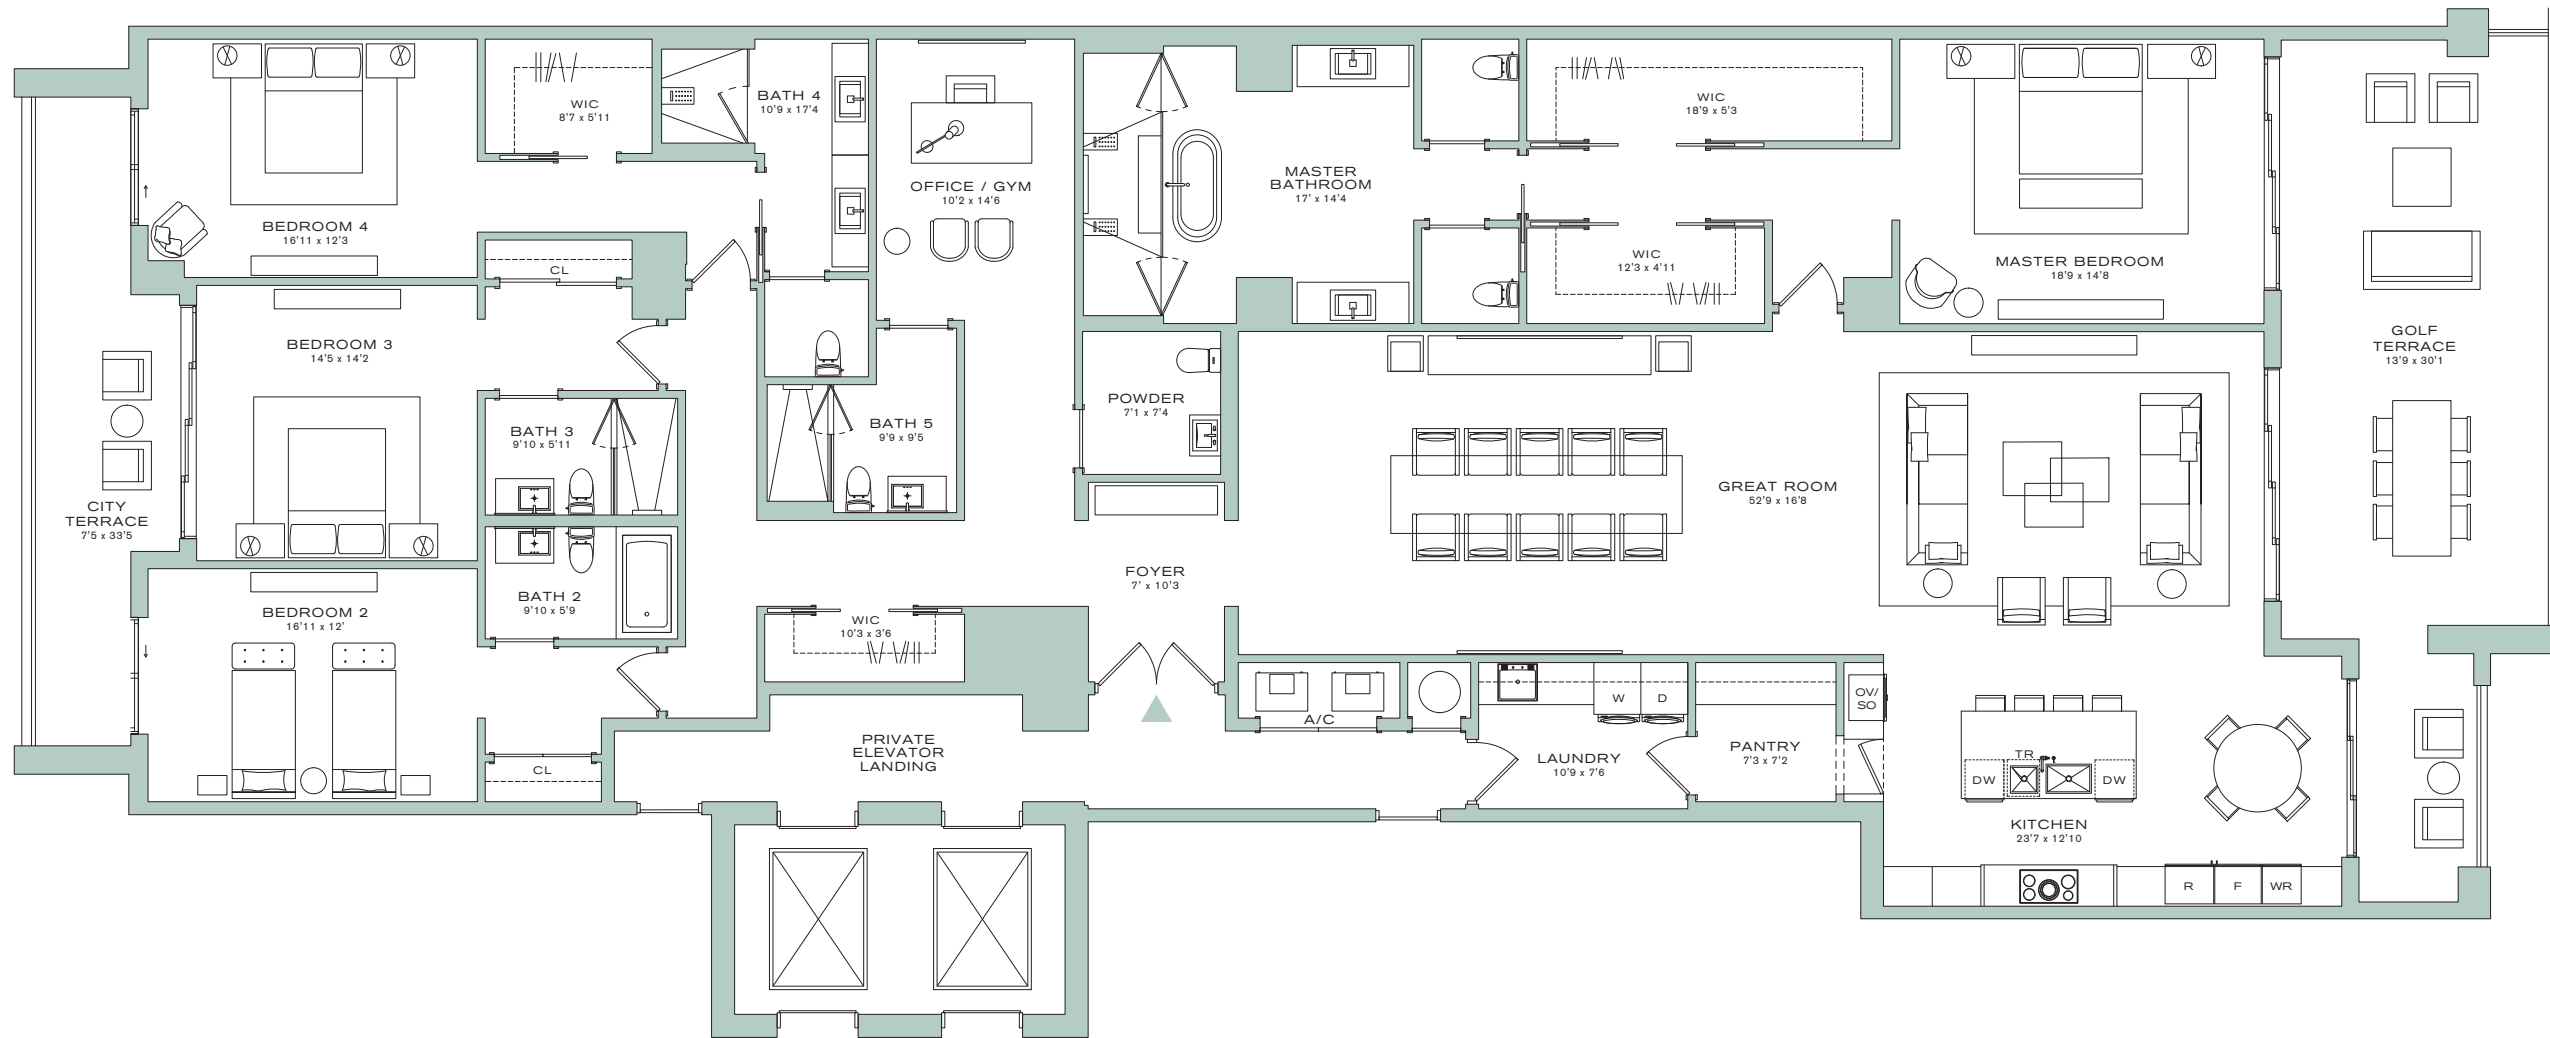 BEDROOM 4
16'11 x 12'3
WIC
8'7 x 5'11
BATH 4
10'9 x 17'4
OFFICE / GYM
10'2 x 14'6
MASTER
BATHROOM
17' x 14'4
WIC
18'9 x 5'3
WIC
12'3 x 4'11
MASTER BEDROOM
18'9 x 14'8
GOLF
TERRACE
13'9 x 30'1
CL
BEDROOM 3
14'5 x 14'2
BATH 3
9'10 x 5'11
BATH 5
9'9 x 9'5
POWDER
7'1 x 7'4
GREAT ROOM
52'9 x 16'8
CITY
TERRACE
7'5 x 33'5
FOYER
7' x 10'3
BATH 2
9'10 x 5'9
BEDROOM 2
16'11 x 12'
WIC
10'3 x 3'6
A/C
W
D
OV/
SO
PRIVATE
ELEVATOR
LANDING
CL
LAUNDRY
10'9 x 7'6
PANTRY
7'3 x 7'2
TR
DW
DW
KITCHEN
23'7 x 12'10
R
F
WR